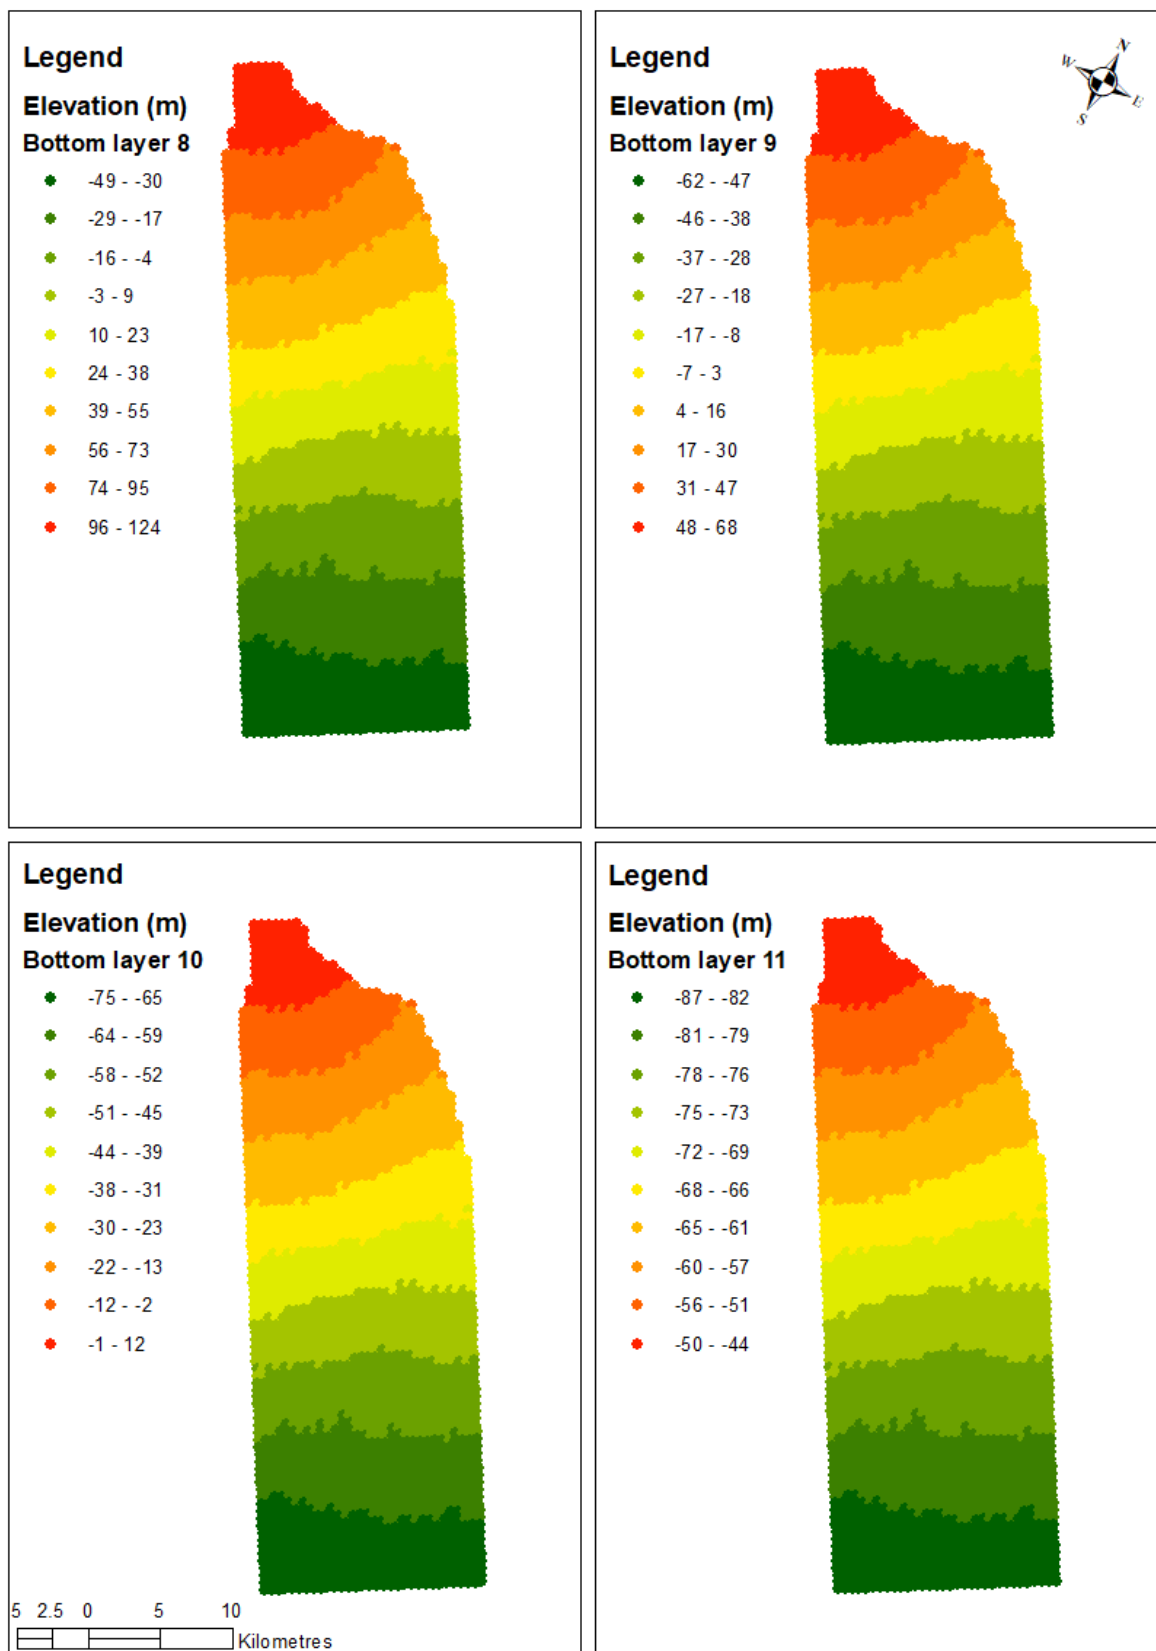 Legend
Elevation (m)
Bottom layer 8
-49 - -30
-29 - -17
-16 - -4
-3 - 9
10 - 23
24 - 38
39 - 55
56 - 73
74 - 95
96 - 124
Legend
Elevation (m)
Bottom layer 9
-62 - -47
-46 - -38
-37 - -28
-27 - -18
-17 - -8
-7 - 3
4 - 16
17 - 30
31 - 47
48 - 68
N
W
E
S
Legend
Elevation (m)
Bottom layer 10
-75 - -65
-64 - -59
-58 - -52
-51 - -45
-44 - -39
-38 - -31
-30 - -23
-22 - -13
-12 - -2
-1 - 12
5 2.5 0 5 10
Kilometres
Legend
Elevation (m)
Bottom layer 11
-87 - -82
-81 - -79
-78 - -76
-75 - -73
-72 - -69
-68 - -66
-65 - -61
-60 - -57
-56 - -51
-50 - -44